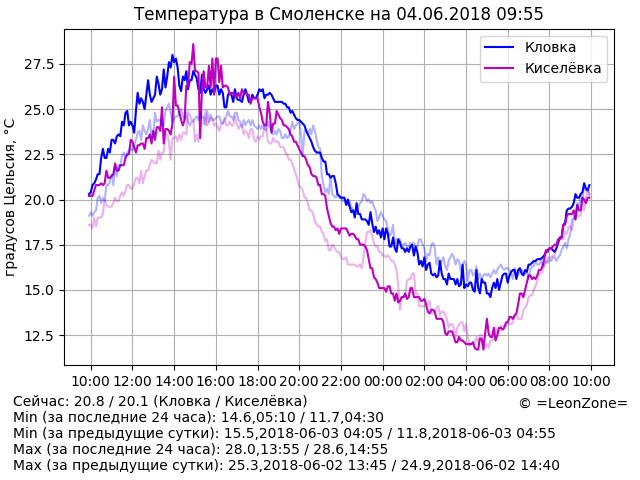 Температура в Смоленске на 04.06.2018 09:55
Кловка
Киселёвка
градусов Цельсия, °C
27.5
25.0
22.5
20.0
17.5
15.0
12.5
10:00 12:00 14:00 16:00 18:00 20:00 22:00 00:00 02:00 04:00 06:00 08:00 10:00
Сейчас: 20.8 / 20.1 (Кловка / Киселёвка)
© =LeonZone=
Min (за последние 24 часа): 14.6,05:10 / 11.7,04:30
Min (за предыдущие сутки): 15.5,2018-06-03 04:05 / 11.8,2018-06-03 04:55
Max (за последние 24 часа): 28.0,13:55 / 28.6,14:55
Max (за предыдущие сутки): 25.3,2018-06-02 13:45 / 24.9,2018-06-02 14:40